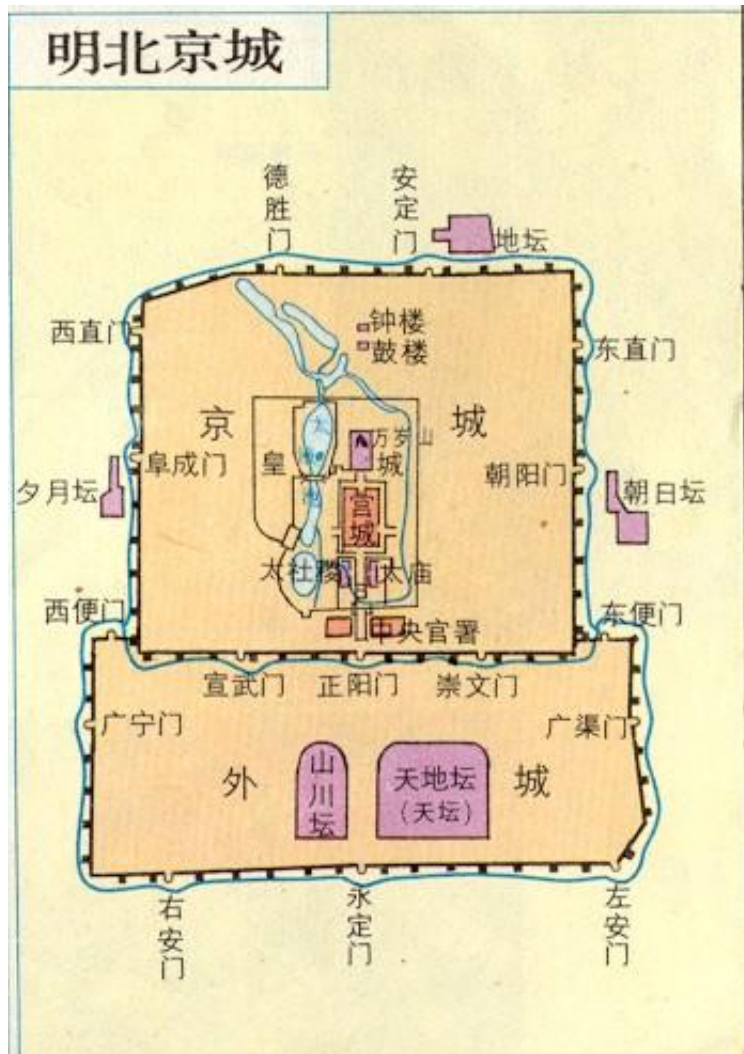 明北京城
德胜门
安定门
地坛
钟楼
鼓楼
西直门
东直门
京城
万岁山
皇城
阜成门
朝阳门
夕月坛
朝日坛
太
池
宫城
太社稷
太庙
西便门
东便门
中央官署
宣武门
正阳门
崇文门
广宁门
广渠门
外城
山川坛
天地坛
(天坛)
右安门
永定门
左安门